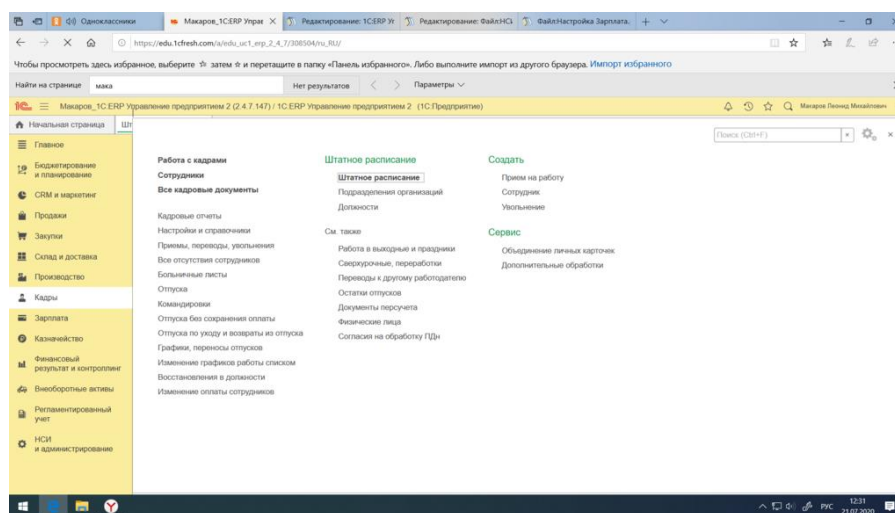 (1) Одноклассники
Макаров_1С:ERP Управ
Редактирование: 1С:ERP Уг
Редактирование: Файл:НСи
Файл:Настройка Зарплата.
https://edu.1cfresh.com/a/edu_uc1_erp_2_4_7/308504/ru_RU/
Чтобы просмотреть здесь избранное, выберите затем и перетащите в папку «Панель избранного». Либо выполните импорт из другого браузера. Импорт избранного
Найти на странице мака Нет результатов Параметры
Макаров_1С:ERP Управление предприятием 2 (2.4.7.147) / 1С:ERP Управление предприятием 2 (1С:Предприятие)
Макаров Леонид Михайлович
Начальная страница
Поиск (Ctrl+F)
Главное
Бюджетирование
и планирование
CRM и маркетинг
Продажи
Закупки
Склад и доставка
Производство
Кадры
Зарплата
Казначейство
Финансовый
результат и контроллинг
Внеоборотные активы
Регламентированный
учет
НСИ
и администрирование
Работа с кадрами
Сотрудники
Все кадровые документы
Кадровые отчеты
Настройки и справочники
Приемы, переводы, увольнения
Все отсутствия сотрудников
Больничные листы
Отпуска
Командировки
Отпуска без сохранения оплаты
Отпуска по уходу и возвраты из отпуска
Графики, переносы отпусков
Изменение графиков работы списком
Восстановления в должности
Изменение оплаты сотрудников
Штатное расписание
Штатное расписание
Подразделения организаций
Должности
См. также
Работа в выходные и праздники
Сверхурочные, переработки
Переводы к другому работодателю
Остатки отпусков
Документы персучета
Физические лица
Согласия на обработку ПДн
Создать
Прием на работу
Сотрудник
Увольнение
Сервис
Объединение личных карточек
Дополнительные обработки
РУС
12:31
21.07.2020